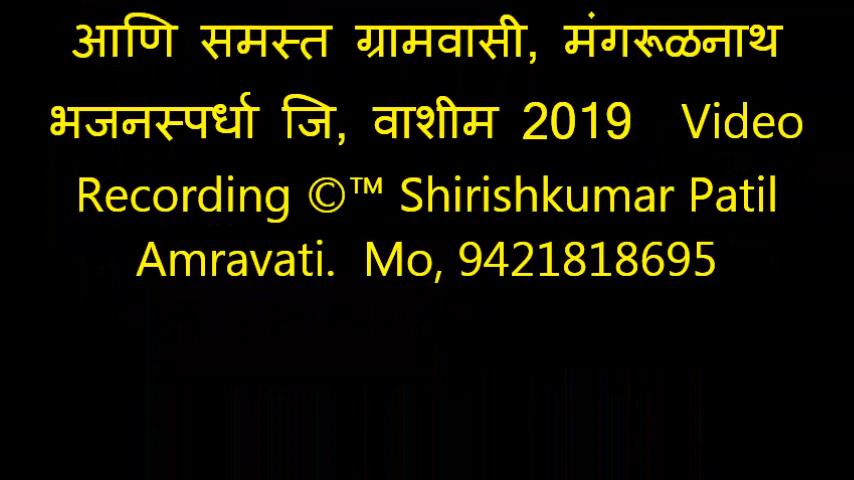 आणि समस्त ग्रामवासी, मंगरूळनाथ
भजनस्पर्धा जि, वाशीम 2019 Video
Recording ©™ Shirishkumar Patil
Amravati. Mo, 9421818695